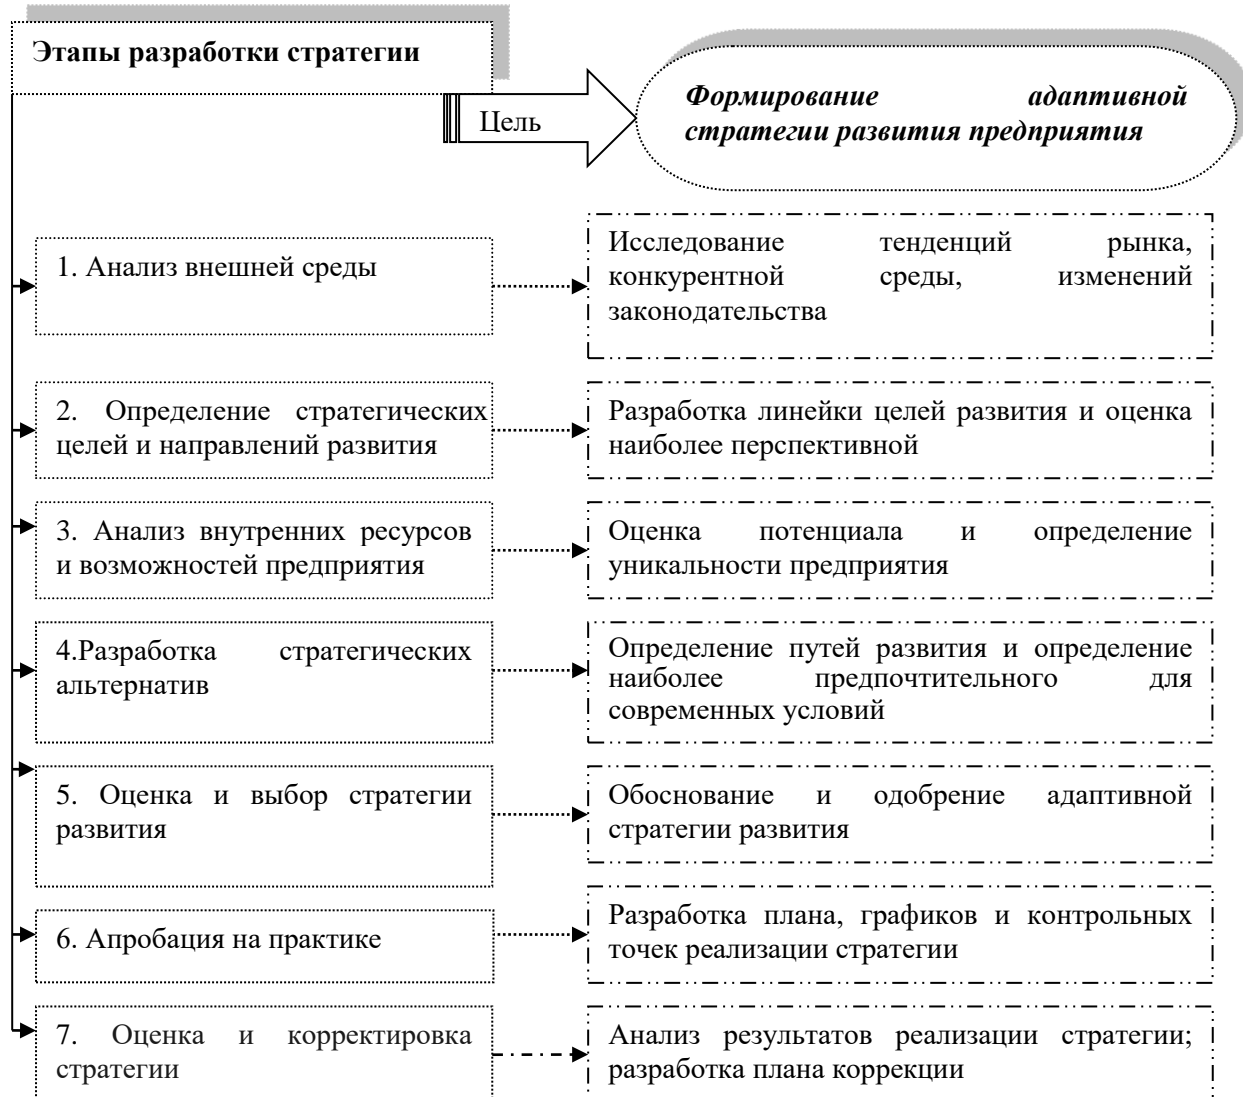 Этапы разработки стратегии
Цель
Формирование адаптивной
стратегии развития предприятия
1. Анализ внешней среды
Исследование тенденций рынка,
конкурентной среды, изменений
законодательства
2. Определение стратегических
целей и направлений развития
Разработка линейки целей развития и оценка
наиболее перспективной
3. Анализ внутренних ресурсов
и возможностей предприятия
Оценка потенциала и определение
уникальности предприятия
4.Разработка стратегических
альтернатив
Определение путей развития и определение
наиболее предпочтительного для
современных условий
5. Оценка и выбор стратегии
развития
Обоснование и одобрение адаптивной
стратегии развития
6. Апробация на практике
Разработка плана, графиков и контрольных
точек реализации стратегии
7. Оценка и корректировка
стратегии
Анализ результатов реализации стратегии;
разработка плана коррекции